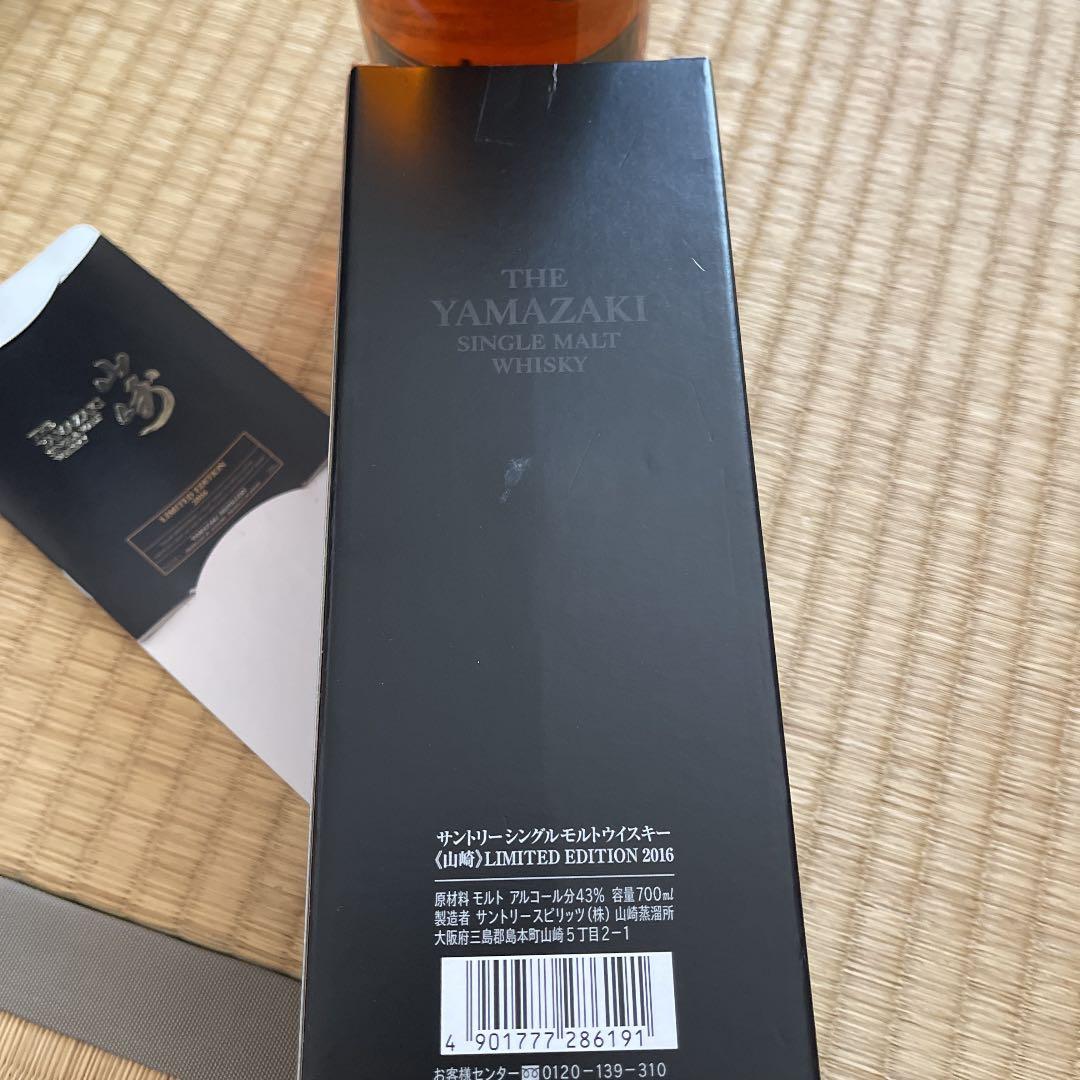 THE
YAMAZAKI
SINGLE MALT
WHISKY
サントリーシングルモルトウイスキー
《山崎》LIMITED EDITION 2016
原材料 モルト アルコール分43% 容量700㎖
製造者 サントリースピリッツ(株) 山崎蒸溜所
大阪府三島郡島本町山崎5丁目2-1
4 901777 286191
お客様センター 0120-139-310
山崎
LIMITED EDITION
2016